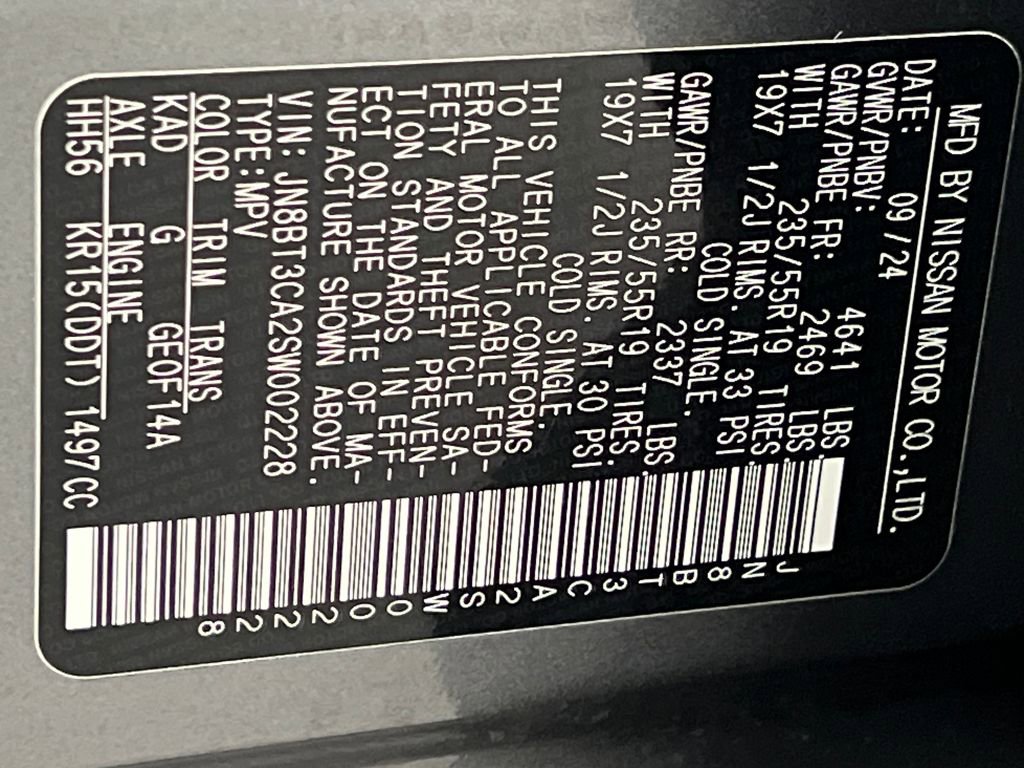 MFD BY NISSAN MOTOR CO.,LTD.
DATE: 09/24
GVWR/PNBV: 4641 LBS.
GAWR/PNBE FR: 2469 LBS.
WITH 235/55R19 TIRES.
19X7 1/2J RIMS. AT 33 PSI
COLD SINGLE.
GAWR/PNBE RR: 2337 LBS.
WITH 235/55R19 TIRES.
19X7 1/2J RIMS. AT 30 PSI
COLD SINGLE.
THIS VEHICLE CONFORMS
TO ALL APPLICABLE FED-
ERAL MOTOR VEHICLE SA-
FETY AND THEFT PREVEN-
TION STANDARDS IN EFF-
ECT ON THE DATE OF MA-
NUFACTURE SHOWN ABOVE.
VIN: JN8BT3CA2SW002228
TYPE:MPV
COLOR TRIM TRANS
KAD G GEOF14A
AXLE ENGINE
HH56 KR15(DDT) 1497CC
JN8BT3CA2SW002228